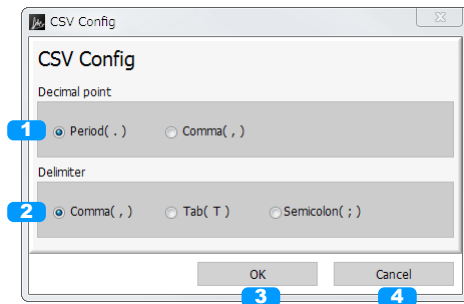 CSV Config
CSV Config
Decimal point
1 Period( . ) Comma( , )
Delimiter
2 Comma( , ) Tab( T ) Semicolon( ; )
OK Cancel
3 4